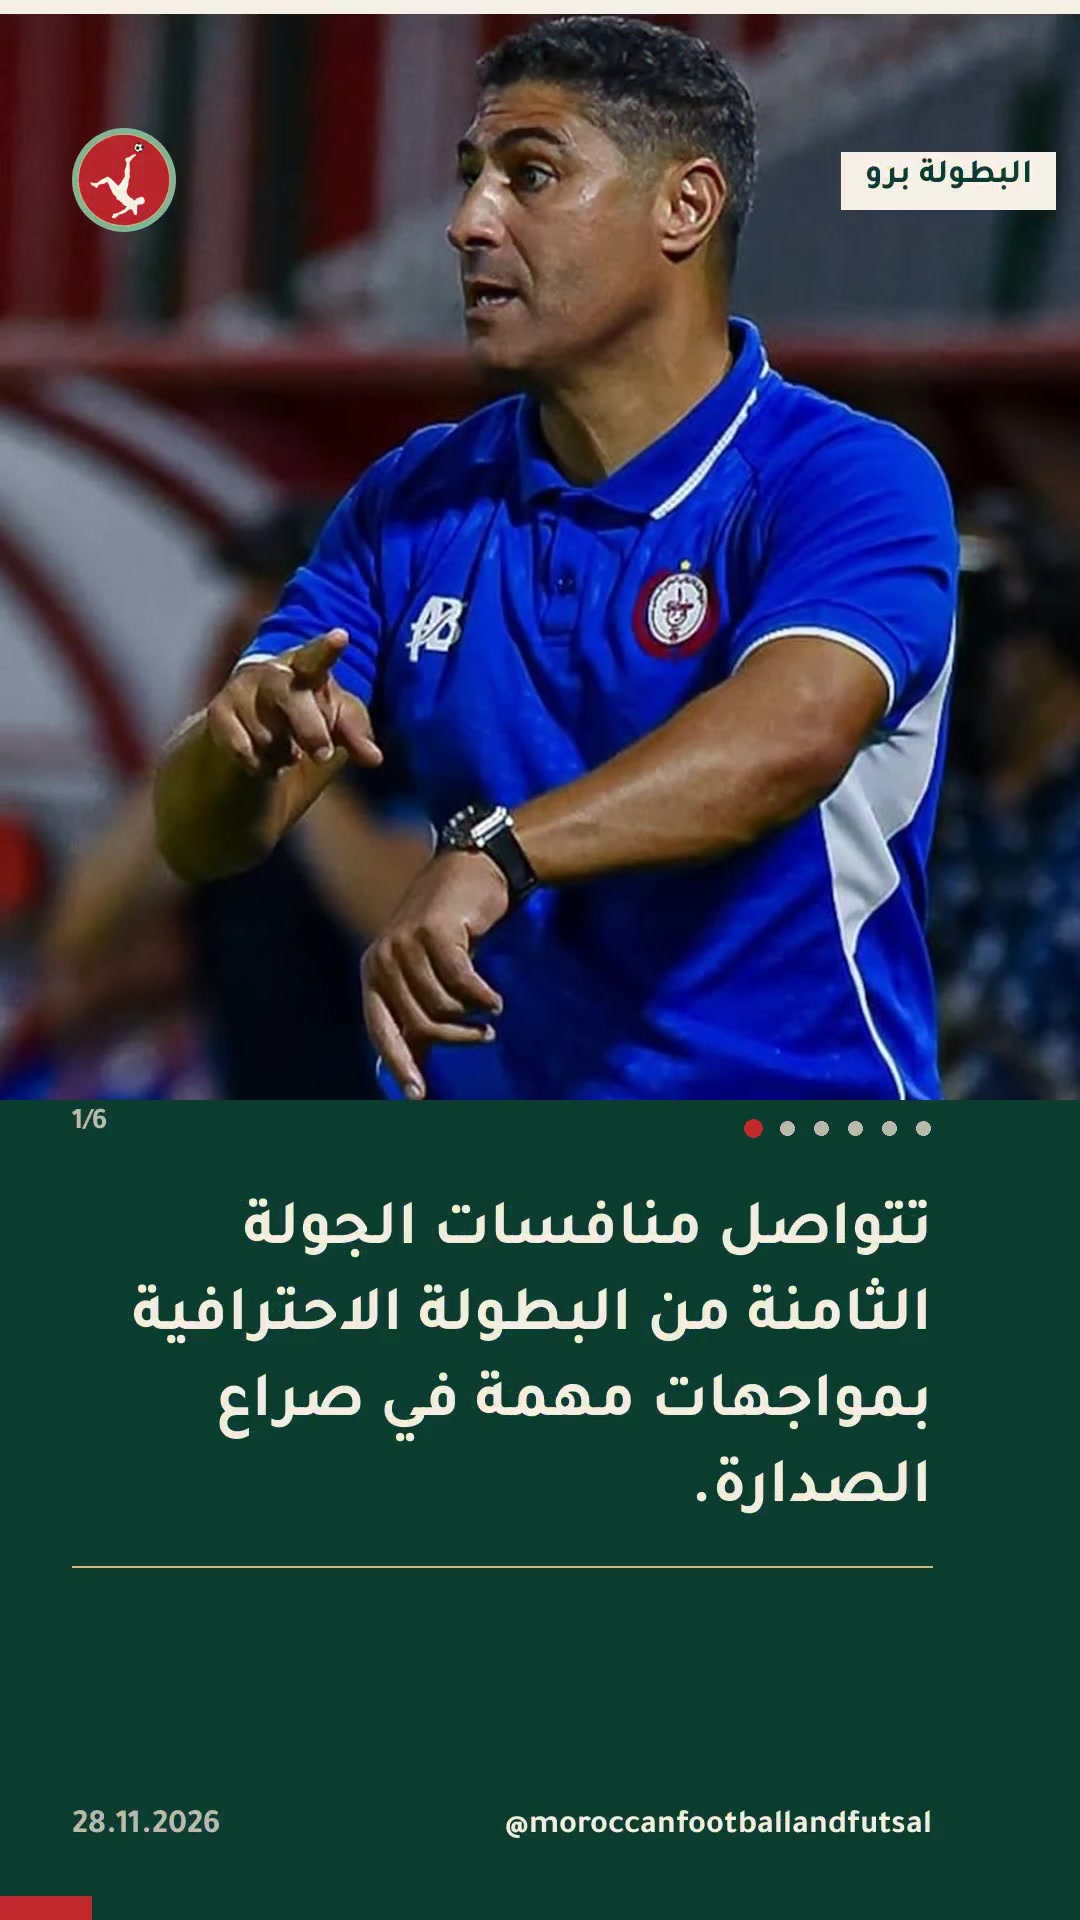 البطولة برو
AB
1/6
تتواصل منافسات الجولة
الثامنة من البطولة الاحترافية
بمواجهات مهمة في صراع
الصدارة.
28.11.2026
@moroccanfootballandfutsal